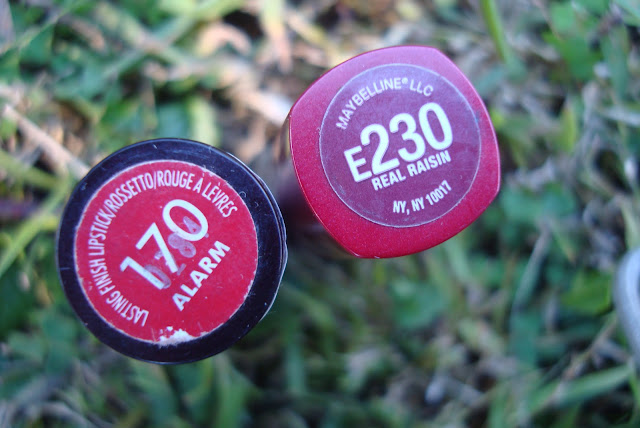 LASTING FINISH LIPSTICK/ROSSETTO/ROUGE A LÈVRES
170
ALARM
MAYBELLINE® LLC
E230
REAL RAISIN
NY, NY 10017